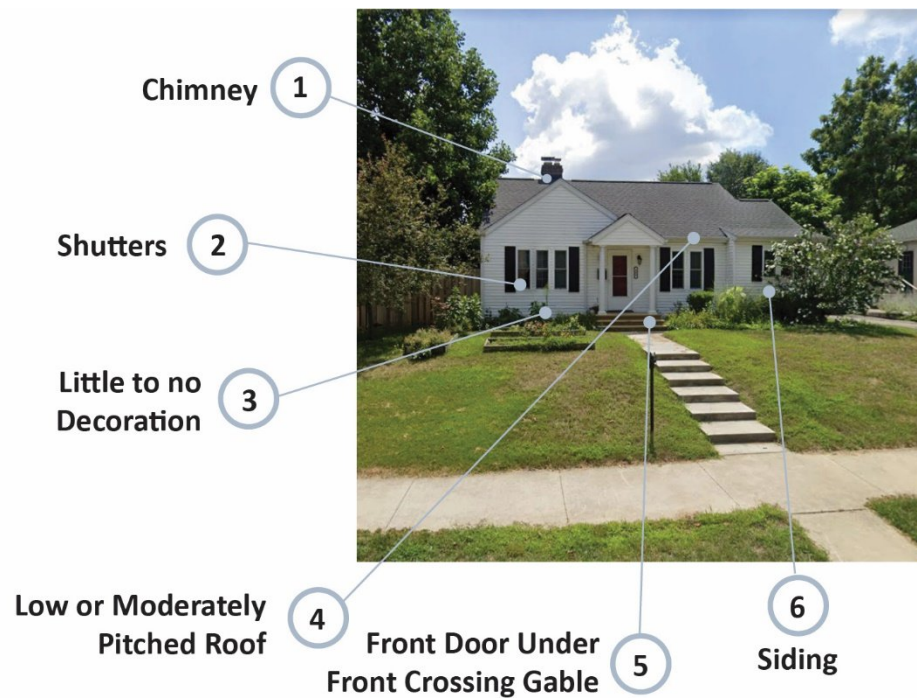 Chimney 1
Shutters 2
Little to no
Decoration
3
Low or Moderately
Pitched Roof
4
Front Door Under
Front Crossing Gable
5
6
Siding